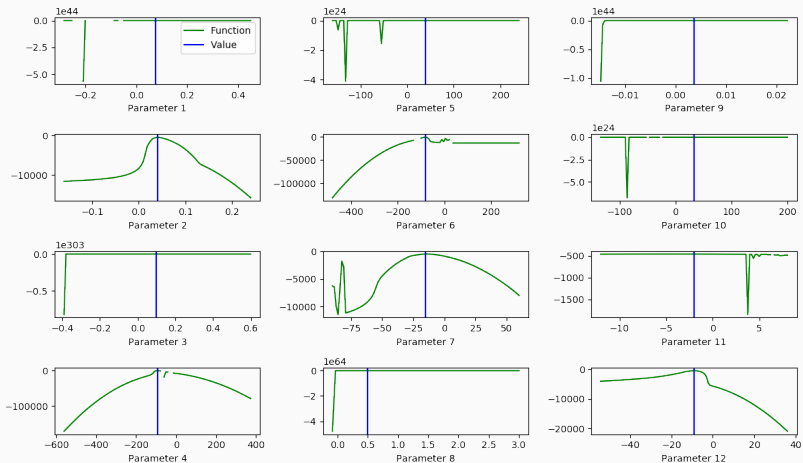 1e44
0.0
−2.5
−5.0
−0.2 0.0 0.2 0.4
Parameter 1
Function
Value
1e24
0
−2
−4
−100 0 100 200
Parameter 5
1e44
0.0
−0.5
−1.0
−0.01 0.00 0.01 0.02
Parameter 9
0
−10000
−0.1 0.0 0.1 0.2
Parameter 2
0
−50000
−100000
−400 −200 0 200
Parameter 6
1e24
0.0
−2.5
−5.0
−100 0 100 200
Parameter 10
1e303
0.0
−0.5
−0.4 −0.2 0.0 0.2 0.4 0.6
Parameter 3
0
−5000
−10000
−75 −50 −25 0 25 50
Parameter 7
−500
−1000
−1500
−10 −5 0 5
Parameter 11
0
−100000
−600 −400 −200 0 200 400
Parameter 4
1e64
0
−2
−4
0.0 0.5 1.0 1.5 2.0 2.5 3.0
Parameter 8
0
−10000
−20000
−40 −20 0 20
Parameter 12